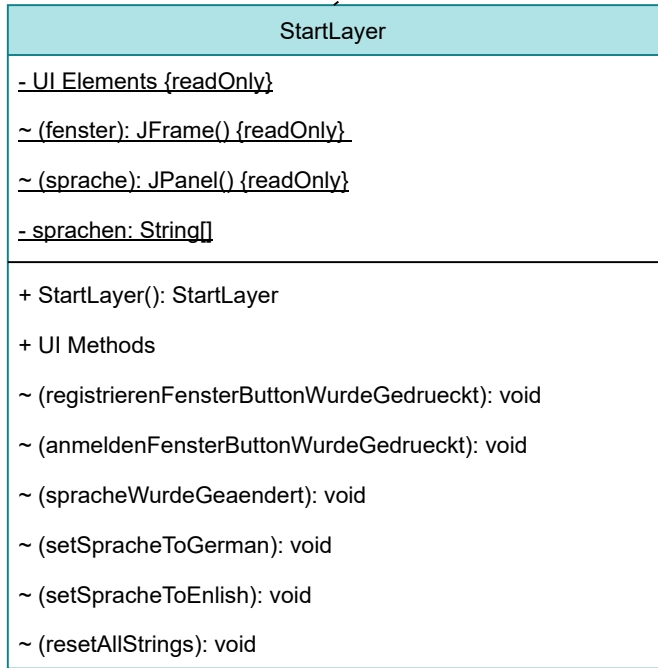 StartLayer
- UI Elements {readOnly}
~ (fenster): JFrame() {readOnly}
~ (sprache): JPanel() {readOnly}
- sprachen: String[]
+ StartLayer(): StartLayer
+ UI Methods
~ (registrierenFensterButtonWurdeGedrueckt): void
~ (anmeldenFensterButtonWurdeGedrueckt): void
~ (spracheWurdeGeaendert): void
~ (setSpracheToGerman): void
~ (setSpracheToEnlish): void
~ (resetAllStrings): void